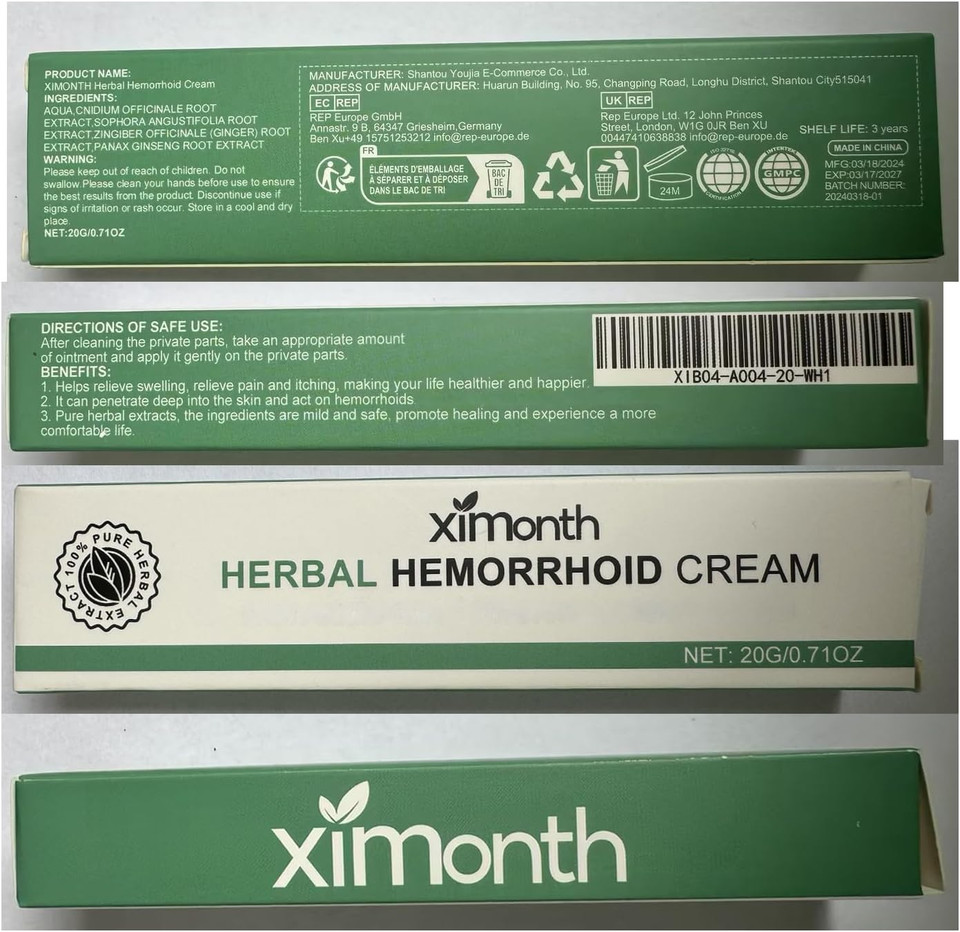 PRODUCT NAME:
XIMONTH Herbal Hemorrhoid Cream
INGREDIENTS:
AQUA,CNIDIUM OFFICINALE ROOT
EXTRACT,SOPHORA ANGUSTIFOLIA ROOT
EXTRACT,ZINGIBER OFFICINALE (GINGER) ROOT
EXTRACT,PANAX GINSENG ROOT EXTRACT
WARNING:
Please keep out of reach of children. Do not
swallow.Please clean your hands before use to ensure
the best results from the product. Discontinue use if
signs of irritation or rash occur. Store in a cool and dry
place.
NET:20G/0.71OZ
MANUFACTURER: Shantou Youjia E-Commerce Co., Ltd.
ADDRESS OF MANUFACTURER: Huarun Building, No. 95, Changping Road, Longhu District, Shantou City515041
EC REP
REP Europe GmbH
Annastr. 9 B, 64347 Griesheim,Germany
Ben Xu+49 15751253212 info@rep-europe.de
UK REP
Rep Europe Ltd. 12 John Princes
Street, London, W1G 0JR Ben XU
00447410638838 info@rep-europe.de
FR
ÉLÉMENTS D'EMBALLAGE
À SÉPARER ET À DÉPOSER
DANS LE BAC DE TRI
BAC
DE
TRI
24M
ISO 22716
CERTIFICATION
INTERTEK
GMPC
SHELF LIFE: 3 years
MADE IN CHINA
MFG:03/18/2024
EXP:03/17/2027
BATCH NUMBER:
20240318-01
DIRECTIONS OF SAFE USE:
After cleaning the private parts, take an appropriate amount
of ointment and apply it gently on the private parts.
BENEFITS:
1. Helps relieve swelling, relieve pain and itching, making your life healthier and happier.
2. It can penetrate deep into the skin and act on hemorrhoids
3. Pure herbal extracts, the ingredients are mild and safe, promote healing and experience a more
comfortable life.
XIB04-A004-20-WH1
100% PURE HERBAL EXTRACT
ximonth
HERBAL HEMORRHOID CREAM
NET: 20G/0.71OZ
ximonth